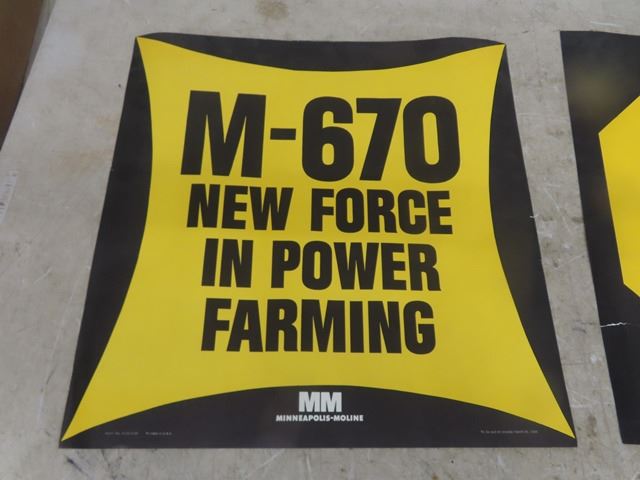 M-670
NEW FORCE
IN POWER
FARMING
MM
MINNEAPOLIS-MOLINE